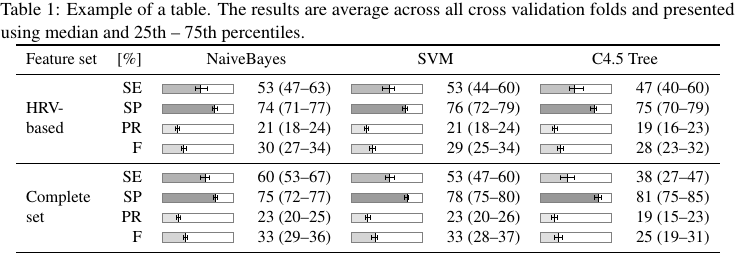 Table 1: Example of a table. The results are average across all cross validation folds and presented
using median and 25th – 75th percentiles.
Feature set [%] NaiveBayes SVM C4.5 Tree
SE 53 (47–63) 53 (44–60) 47 (40–60)
HRV- SP 74 (71–77) 76 (72–79) 75 (70–79)
based PR 21 (18–24) 21 (18–24) 19 (16–23)
F 30 (27–34) 29 (25–34) 28 (23–32)
SE 60 (53–67) 53 (47–60) 38 (27–47)
Complete SP 75 (72–77) 78 (75–80) 81 (75–85)
set PR 23 (20–25) 23 (20–26) 19 (15–23)
F 33 (29–36) 33 (28–37) 25 (19–31)